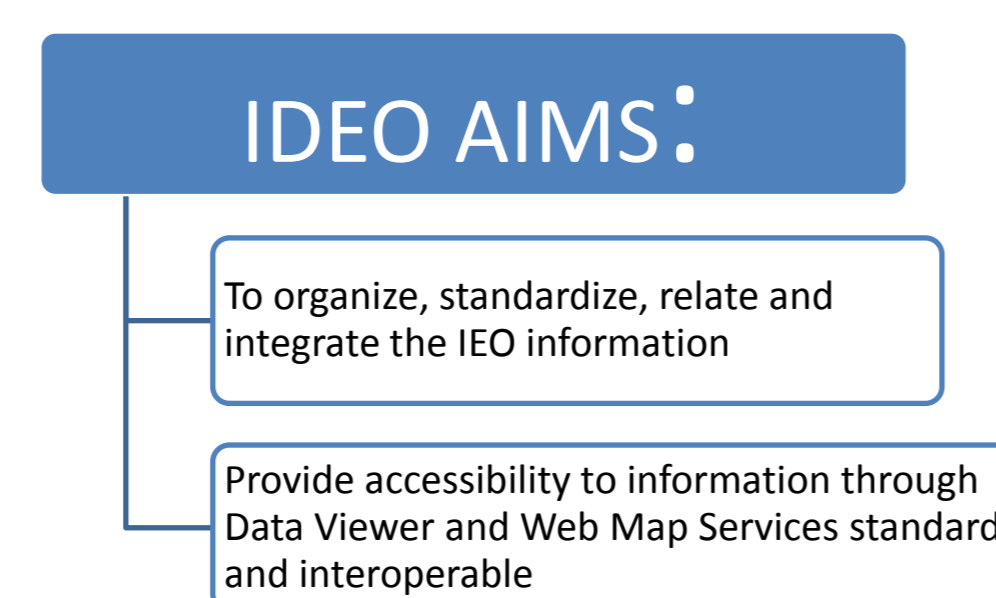 IDEO AIMS:
To organize, standardize, relate and
integrate the IEO information
Provide accessibility to information through
Data Viewer and Web Map Services standard
and interoperable